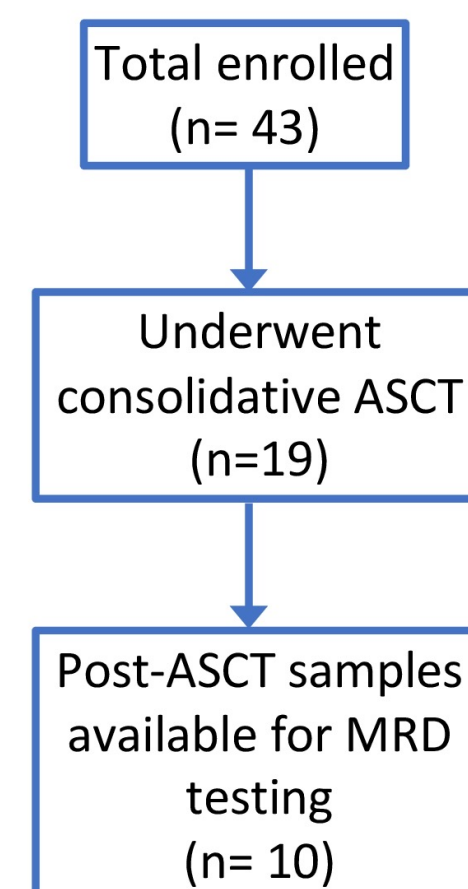 Total enrolled
(n= 43)
Underwent
consolidative ASCT
(n=19)
Post-ASCT samples
available for MRD
testing
(n= 10)